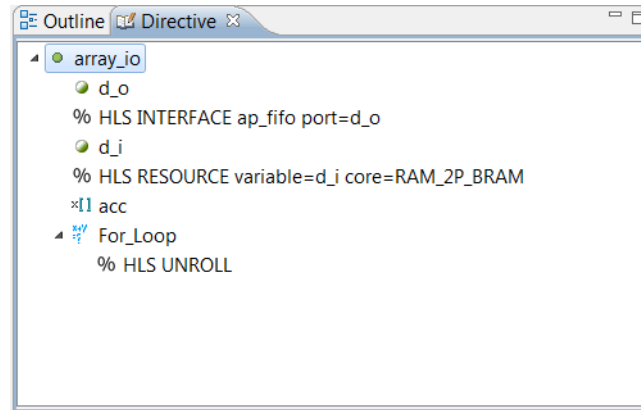 Outline Directive
array_io
d_o
% HLS INTERFACE ap_fifo port=d_o
d_i
% HLS RESOURCE variable=d_i core=RAM_2P_BRAM
×[] acc
For_Loop
% HLS UNROLL